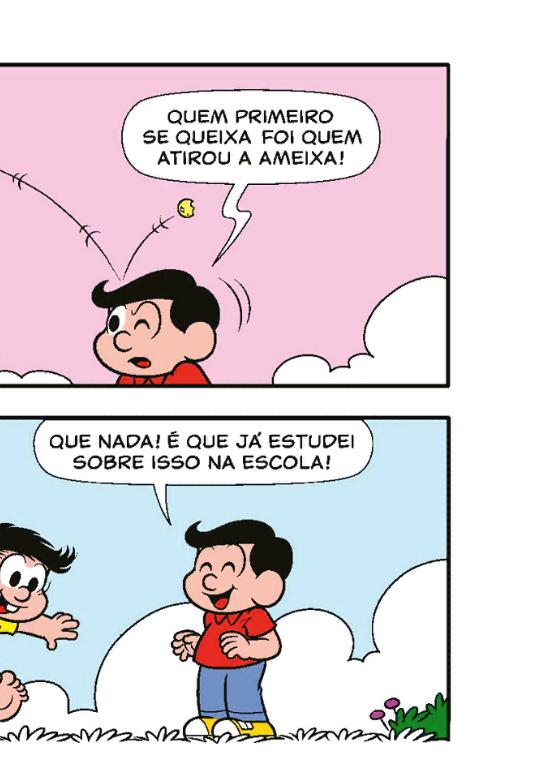 QUEM PRIMEIRO
SE QUEIXA FOI QUEM
ATIROU A AMEIXA!
QUE NADA! É QUE JÁ ESTUDEI
SOBRE ISSO NA ESCOLA!